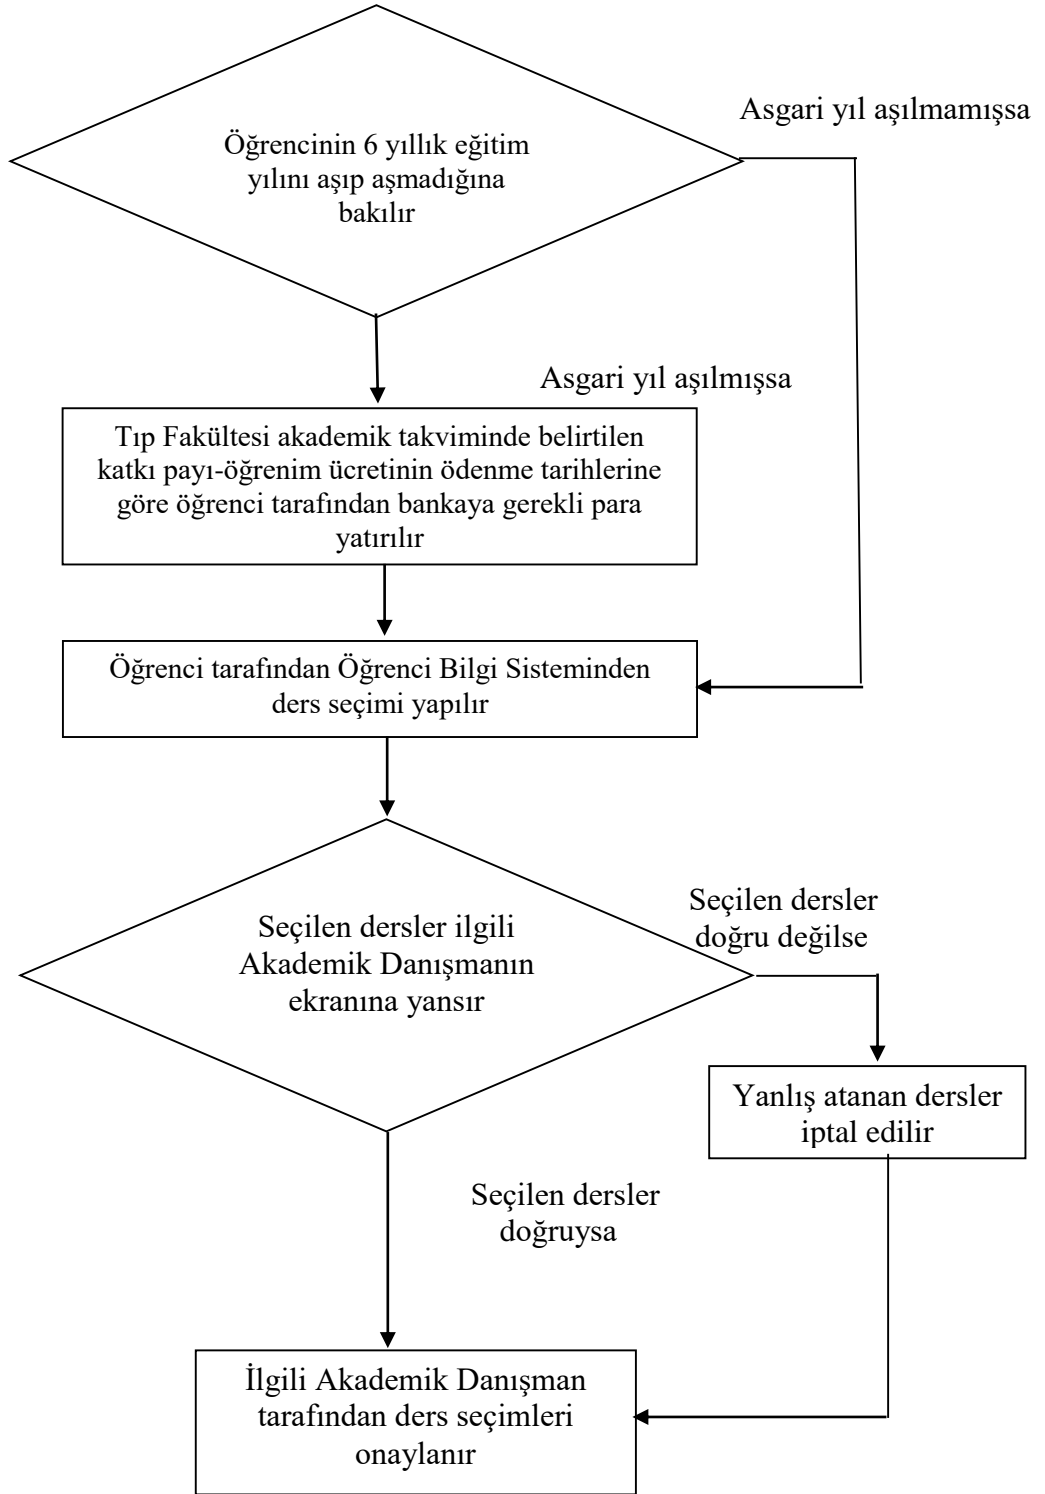 Asgari yıl aşılmamışsa
Öğrencinin 6 yıllık eğitim
yılını aşıp aşmadığına
bakılır
Asgari yıl aşılmışsa
Tıp Fakültesi akademik takviminde belirtilen
katkı payı-öğrenim ücretinin ödenme tarihlerine
göre öğrenci tarafından bankaya gerekli para
yatırılır
Öğrenci tarafından Öğrenci Bilgi Sisteminden
ders seçimi yapılır
Seçilen dersler ilgili
Akademik Danışmanın
ekranına yansır
Seçilen dersler
doğru değilse
Yanlış atanan dersler
iptal edilir
Seçilen dersler
doğruysa
İlgili Akademik Danışman
tarafından ders seçimleri
onaylanır